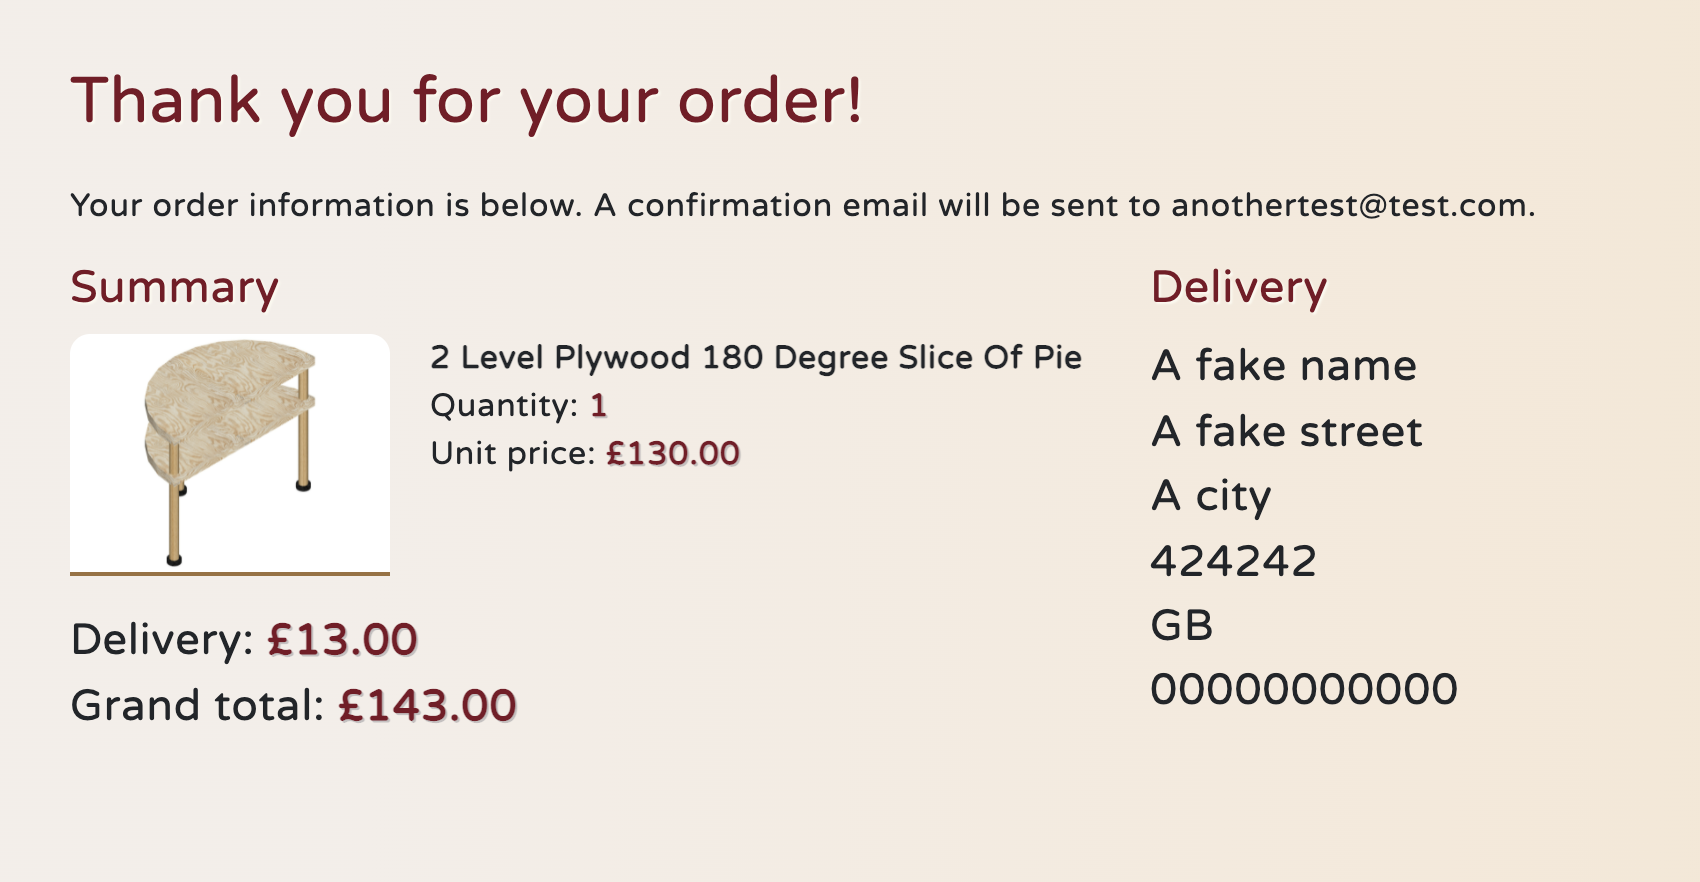 Thank you for your order!
Your order information is below. A confirmation email will be sent to anothertest@test.com.
Summary
2 Level Plywood 180 Degree Slice Of Pie
Quantity: 1
Unit price: £130.00
Delivery: £13.00
Grand total: £143.00
Delivery
A fake name
A fake street
A city
424242
GB
00000000000